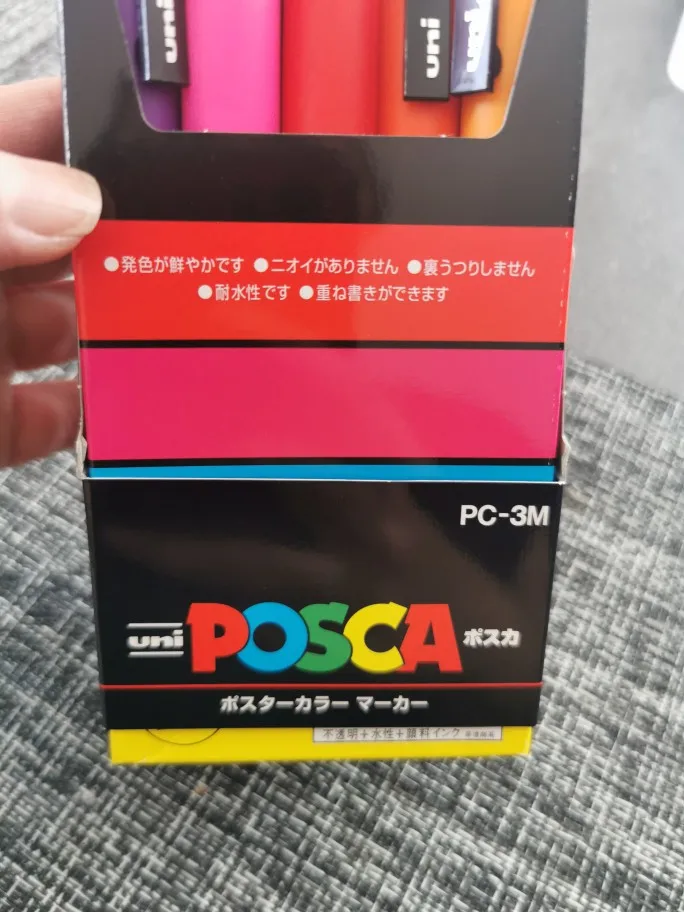 uni uni uni
●発色が鮮やかです ●ニオイがありません ●裏うつりしません
●耐水性です ●重ね書きができます
PC-3M
uni POSCA ポスカ
ポスターカラー マーカー
不透明+水性+顔料インク